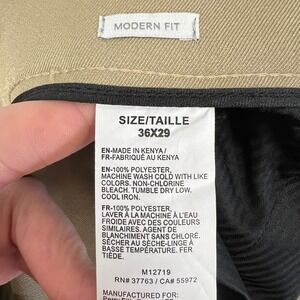 MODERN FIT
SIZE/TAILLE
36X29
EN-MADE IN KENYA/
FR-FABRIQUÉ AU KENYA
EN-100% POLYESTER,
MACHINE WASH COLD WITH LIKE
COLORS. NON-CHLORINE
BLEACH. TUMBLE DRY LOW.
COOL IRON.
FR-100% POLYESTER.
LAVER À LA MACHINE À L'EAU
FROIDE AVEC DES COULEURS
SIMILAIRES. AGENT DE
BLANCHIMENT SANS CHLORÉ.
SÈCHER AU SÈCHE-LINGE À
BASSE TEMPÉRATURE. FER
TIÈDE.
M12719
RN# 37763 / CA# 55972
MANUFACTURED FOR: